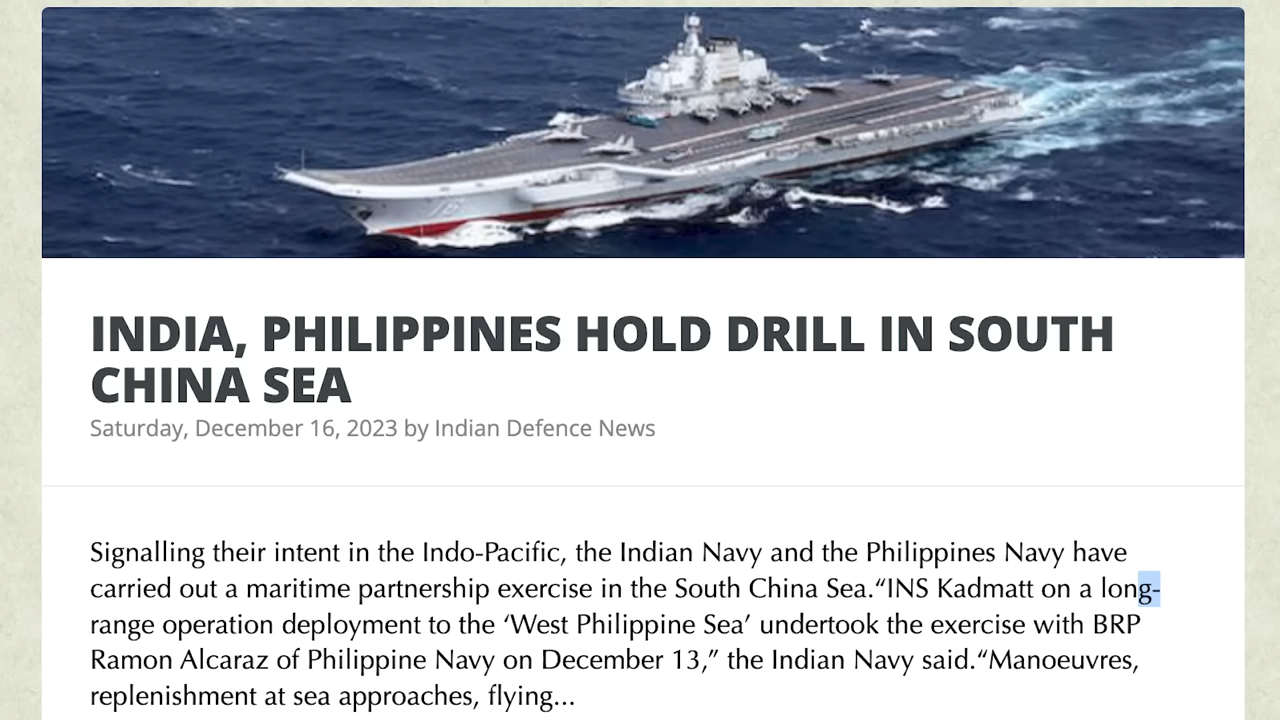 INDIA, PHILIPPINES HOLD DRILL IN SOUTH
CHINA SEA
Saturday, December 16, 2023 by Indian Defence News
Signalling their intent in the Indo-Pacific, the Indian Navy and the Philippines Navy have
carried out a maritime partnership exercise in the South China Sea.“INS Kadmatt on a long-
range operation deployment to the ‘West Philippine Sea’ undertook the exercise with BRP
Ramon Alcaraz of Philippine Navy on December 13,” the Indian Navy said.“Manoeuvres,
replenishment at sea approaches, flying...